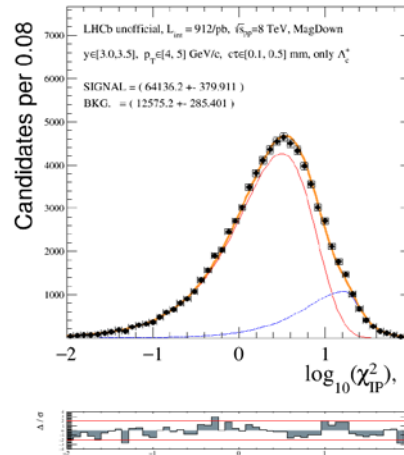 LHCb unofficial, L_int = 912/pb, √s_pp=8 TeV, MagDown
y∈[3.0,3.5], p_T∈[4, 5] GeV/c, cτ∈[0.1, 0.5] mm, only Λ_c^+
SIGNAL = ( 64136.2 +- 379.911)
BKG. = ( 12575.2 +- 285.401)
Candidates per 0.08
7000
6000
5000
4000
3000
2000
1000
0
−2 −1 0 1
log₁₀(χ²_IP),
Δ / σ